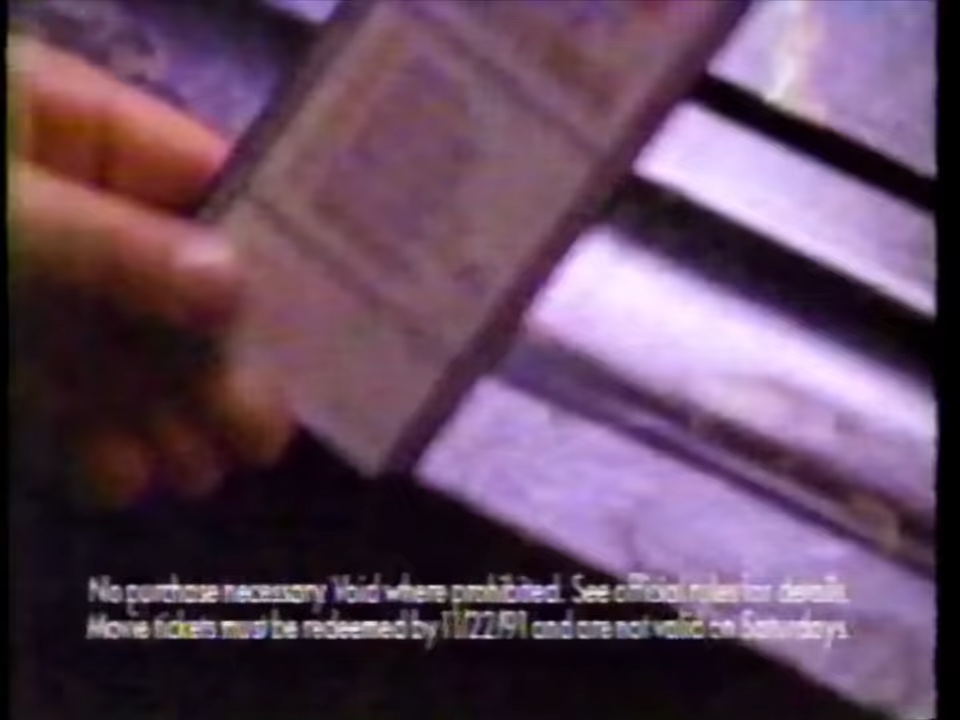 No purchase necessary. Void where prohibited. See official rules for details.
Movie tickets must be redeemed by 11/22/91 and are not valid on Saturdays.